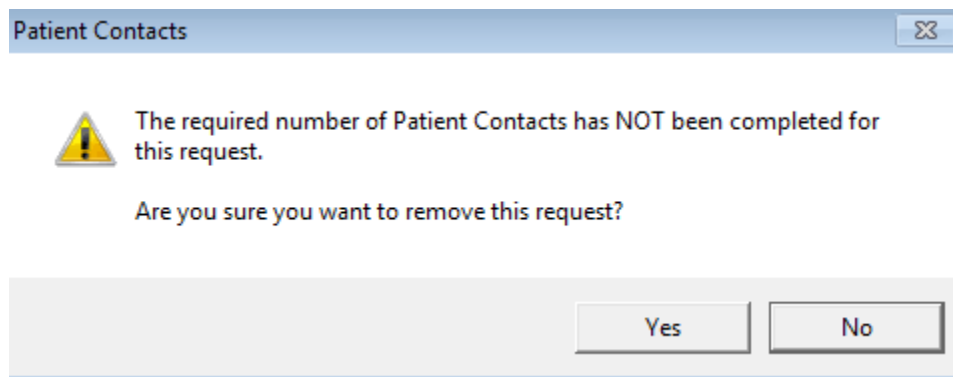 Patient Contacts
The required number of Patient Contacts has NOT been completed for
this request.
Are you sure you want to remove this request?
Yes
No